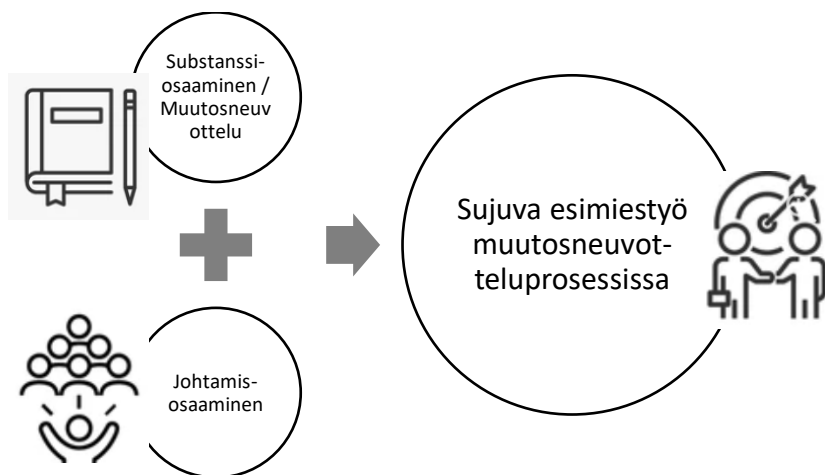 Substanssi-
osaaminen /
Muutosneuv
ottelu
Johtamis-
osaaminen
Sujuva esimiestyö
muutosneuvot-
teluprosessissa